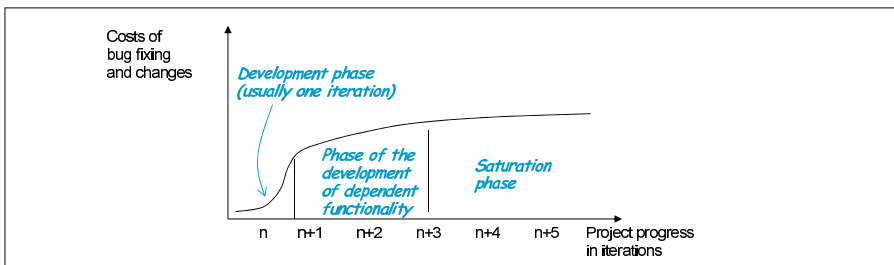 Costs of
bug fixing
and changes
Development phase
(usually one iteration)
Phase of the
development
of dependent
functionality
Saturation
phase
n n+1 n+2 n+3 n+4 n+5
Project progress
in iterations